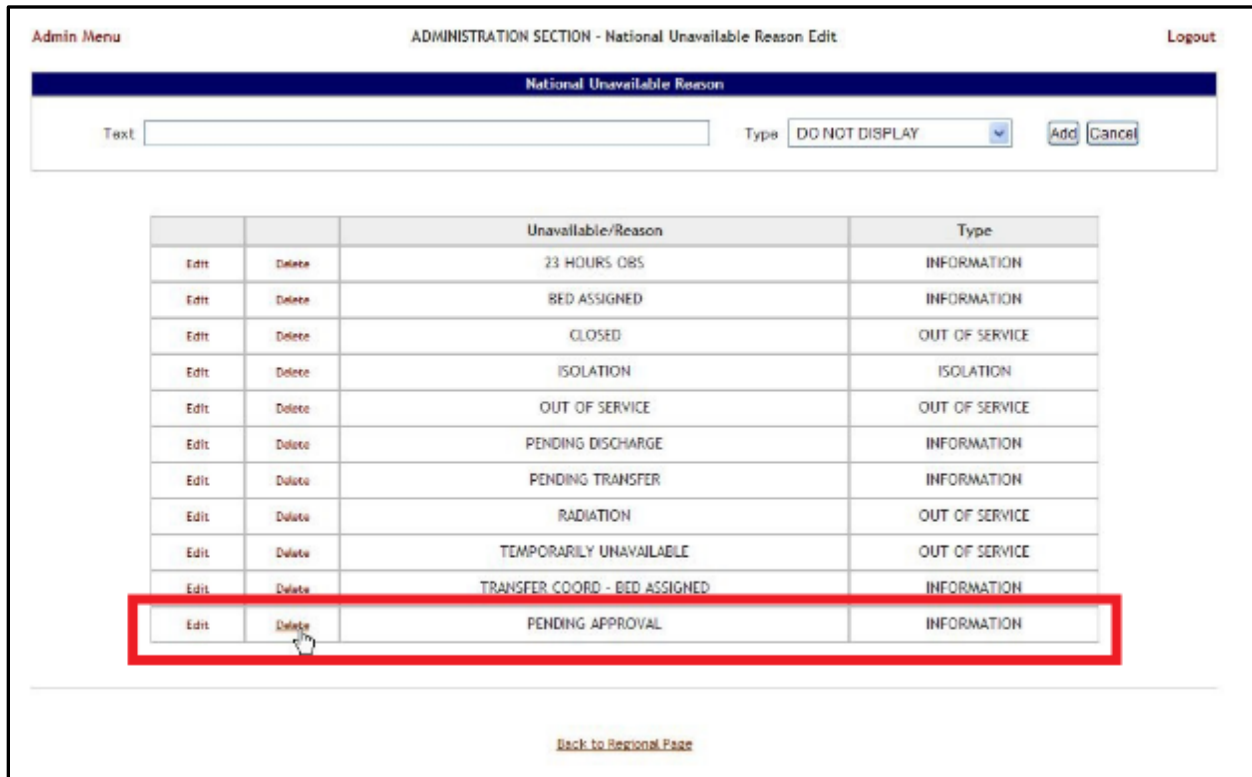 Admin Menu ADMINISTRATION SECTION - National Unavailable Reason Edit Logout
National Unavailable Reason
Text Type DO NOT DISPLAY Add Cancel
Unavailable/Reason Type
Edit Delete 23 HOURS OBS INFORMATION
Edit Delete BED ASSIGNED INFORMATION
Edit Delete CLOSED OUT OF SERVICE
Edit Delete ISOLATION ISOLATION
Edit Delete OUT OF SERVICE OUT OF SERVICE
Edit Delete PENDING DISCHARGE INFORMATION
Edit Delete PENDING TRANSFER INFORMATION
Edit Delete RADIATION OUT OF SERVICE
Edit Delete TEMPORARILY UNAVAILABLE OUT OF SERVICE
Edit Delete TRANSFER COORD - BED ASSIGNED INFORMATION
Edit Delete PENDING APPROVAL INFORMATION
Back to Regional Page